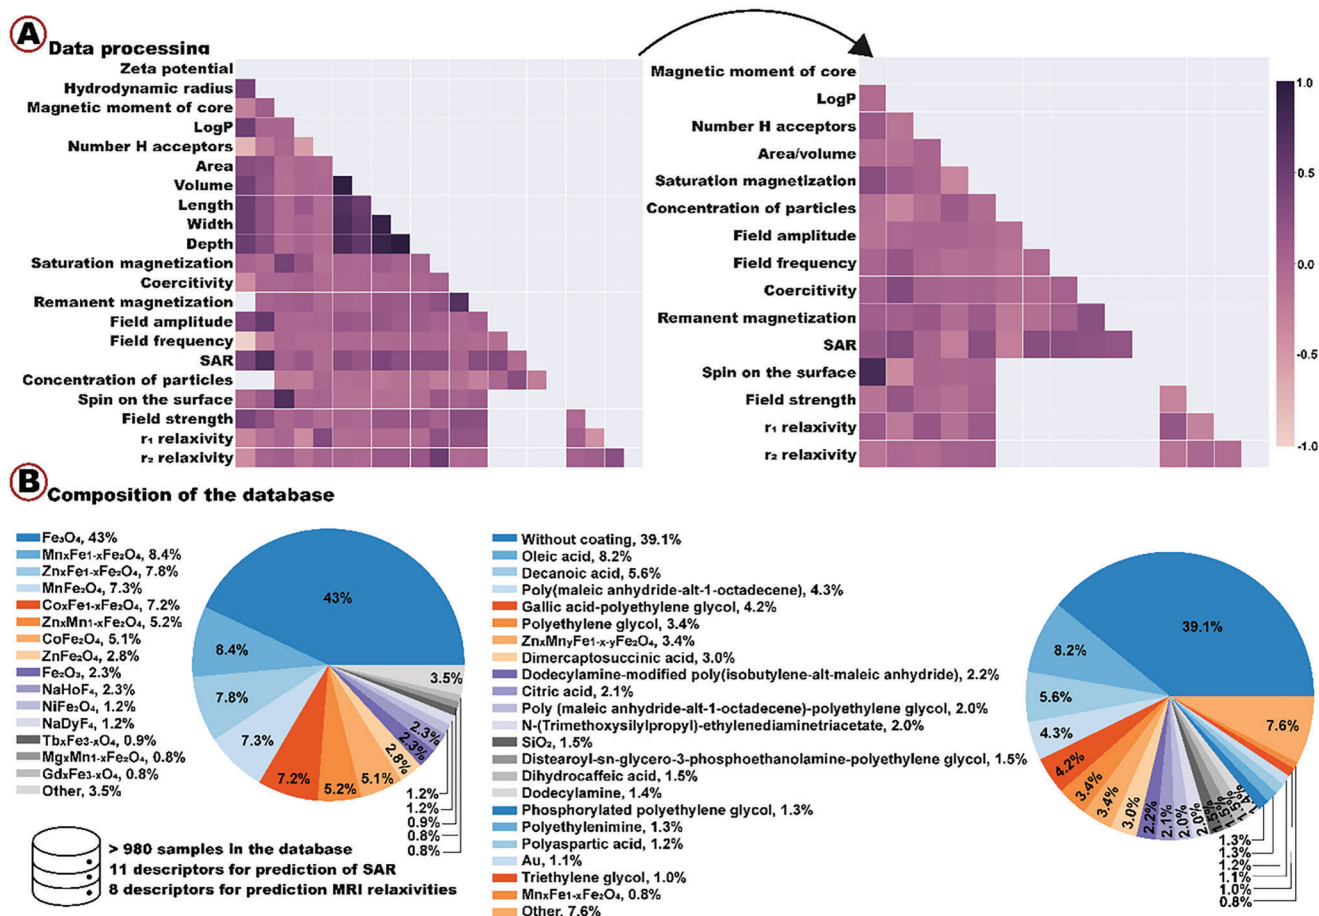 A
Data processing
Zeta potential
Hydrodynamic radius
Magnetic moment of core
LogP
Number H acceptors
Area
Volume
Length
Width
Depth
Saturation magnetization
Coercitivity
Remanent magnetization
Field amplitude
Field frequency
SAR
Concentration of particles
Spin on the surface
Field strength
r₁ relaxivity
r₂ relaxivity
Magnetic moment of core
LogP
Number H acceptors
Area/volume
Saturation magnetization
Concentration of particles
Field amplitude
Field frequency
Coercitivity
Remanent magnetization
SAR
Spin on the surface
Field strength
r₁ relaxivity
r₂ relaxivity
1.0
0.5
0.0
-0.5
-1.0
B
Composition of the database
Fe₃O₄, 43%
MnxFe1-xFe₂O₄, 8.4%
ZnxFe1-xFe₂O₄, 7.8%
MnFe₂O₄, 7.3%
CoxFe1-xFe₂O₄, 7.2%
ZnxMn1-xFe₂O₄, 5.2%
CoFe₂O₄, 5.1%
ZnFe₂O₄, 2.8%
Fe₂O₃, 2.3%
NaHoF₄, 2.3%
NiFe₂O₄, 1.2%
NaDyF₄, 1.2%
TbxFe3-xO₄, 0.9%
MgxMn1-xFe₂O₄, 0.8%
GdxFe3-xO₄, 0.8%
Other, 3.5%
43%
8.4%
7.8%
7.3%
7.2%
5.2%
5.1%
2.8%
2.3%
2.3%
3.5%
1.2%
1.2%
0.9%
0.8%
0.8%
> 980 samples in the database
11 descriptors for prediction of SAR
8 descriptors for prediction MRI relaxivities
Without coating, 39.1%
Oleic acid, 8.2%
Decanoic acid, 5.6%
Poly(maleic anhydride-alt-1-octadecene), 4.3%
Gallic acid-polyethylene glycol, 4.2%
Polyethylene glycol, 3.4%
ZnxMnyFe1-x-yFe₂O₄, 3.4%
Dimercaptosuccinic acid, 3.0%
Dodecylamine-modified poly(isobutylene-alt-maleic anhydride), 2.2%
Citric acid, 2.1%
Poly (maleic anhydride-alt-1-octadecene)-polyethylene glycol, 2.0%
N-(Trimethoxysilylpropyl)-ethylenediaminetriacetate, 2.0%
SiO₂, 1.5%
Distearoyl-sn-glycero-3-phosphoethanolamine-polyethylene glycol, 1.5%
Dihydrocaffeic acid, 1.5%
Dodecylamine, 1.4%
Phosphorylated polyethylene glycol, 1.3%
Polyethylenimine, 1.3%
Polyaspartic acid, 1.2%
Au, 1.1%
Triethylene glycol, 1.0%
MnxFe1-xFe₂O₄, 0.8%
Other, 7.6%
39.1%
8.2%
5.6%
4.3%
4.2%
3.4%
3.4%
3.0%
2.2%
2.1%
2.0%
2.0%
1.5%
1.5%
1.5%
1.4%
7.6%
1.3%
1.3%
1.2%
1.1%
1.0%
0.8%